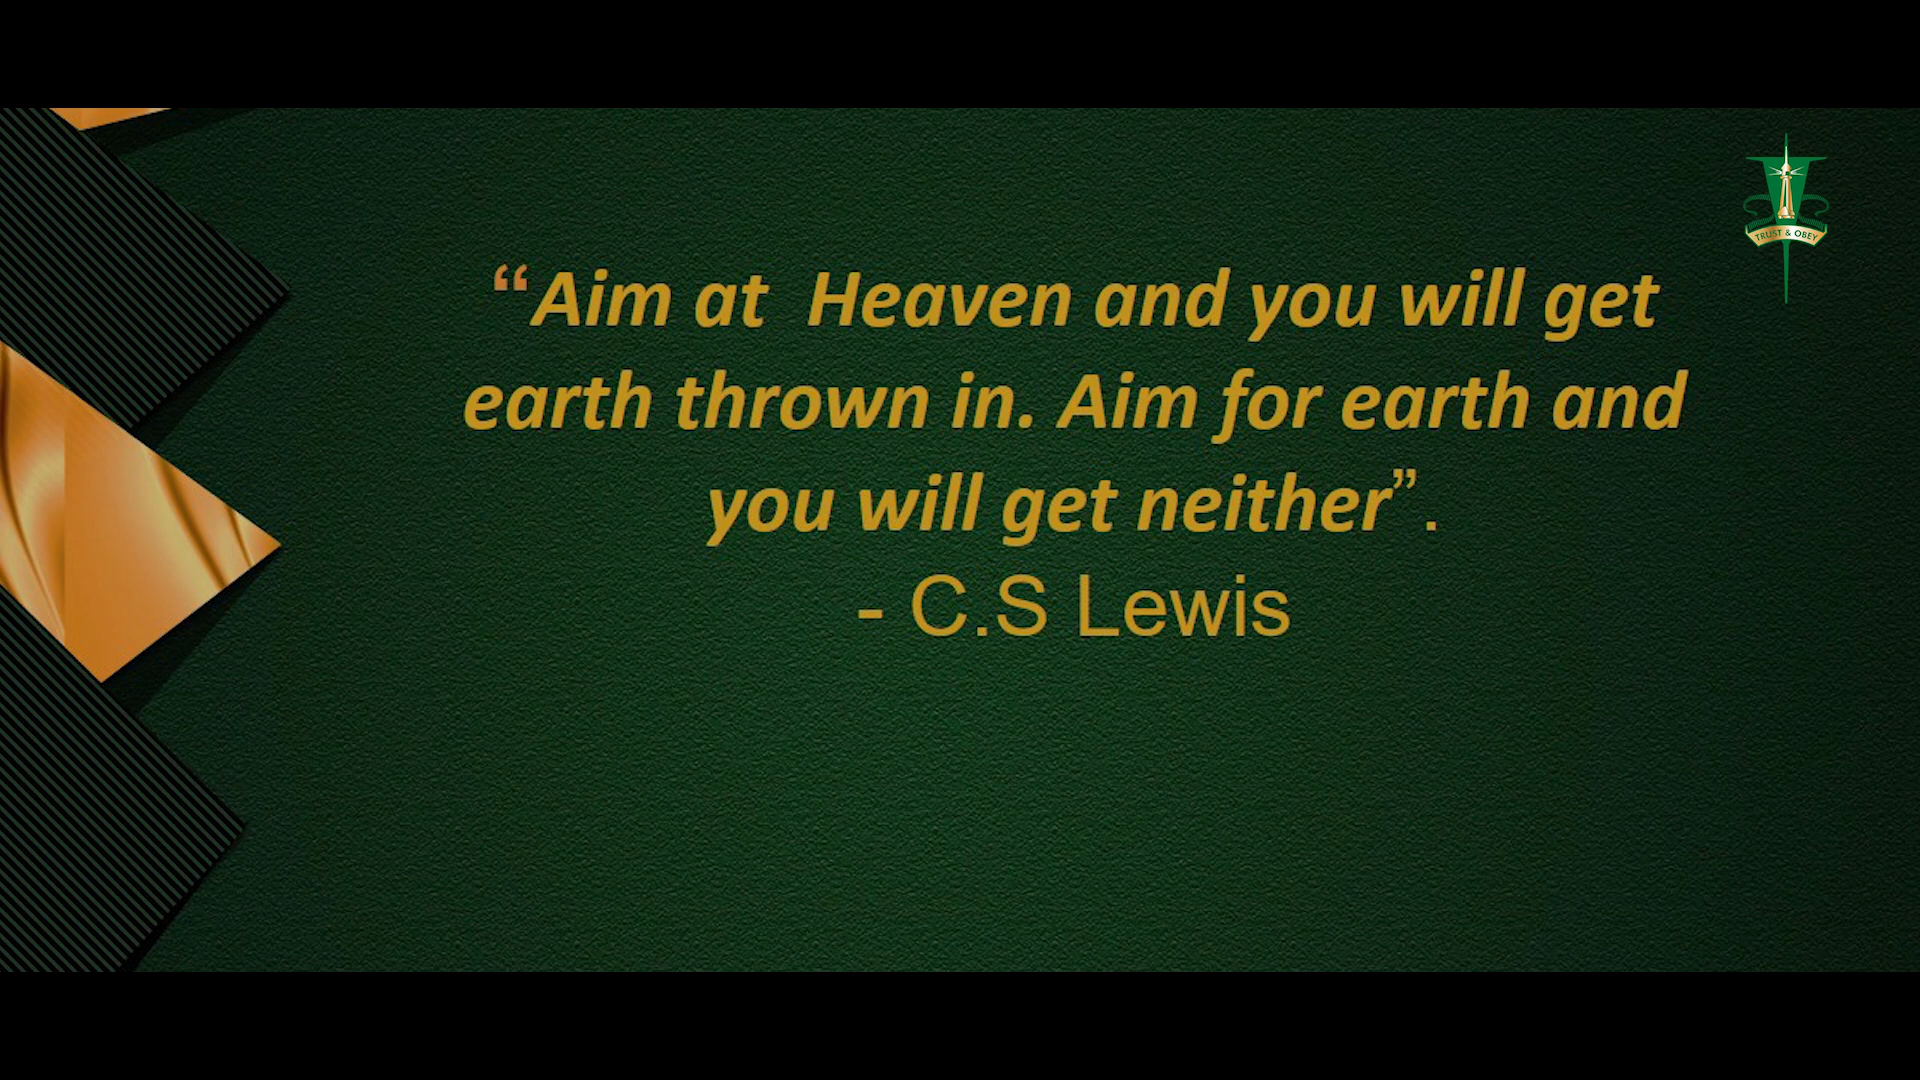 “Aim at  Heaven and you will get
earth thrown in. Aim for earth and
you will get neither”.
- C.S Lewis
TRUST & OBEY